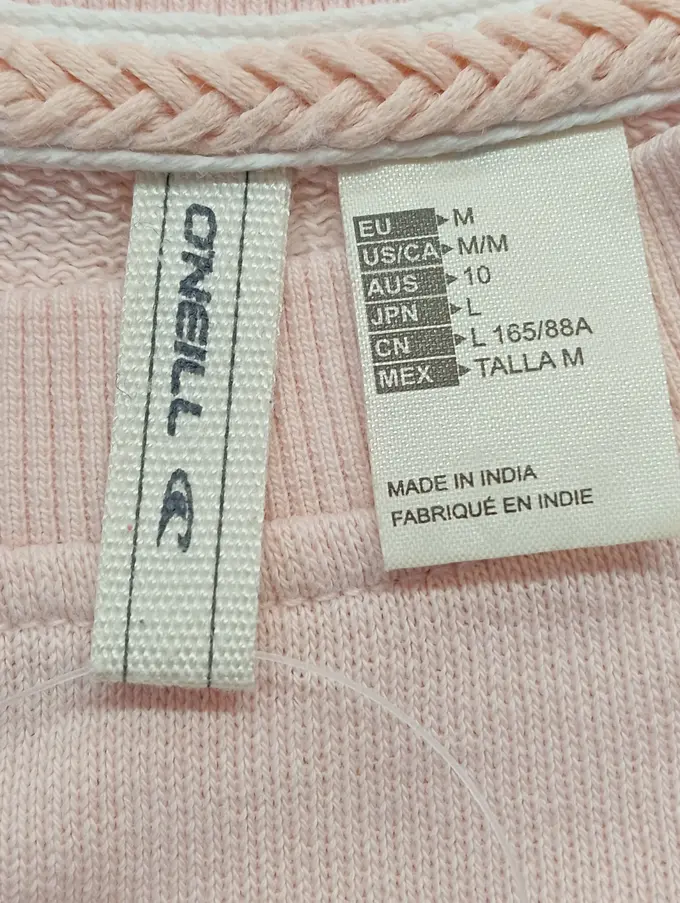 O'NEILL
EU M
US/CA M/M
AUS 10
JPN L
CN L 165/88A
MEX TALLA M
MADE IN INDIA
FABRIQUÉ EN INDIE